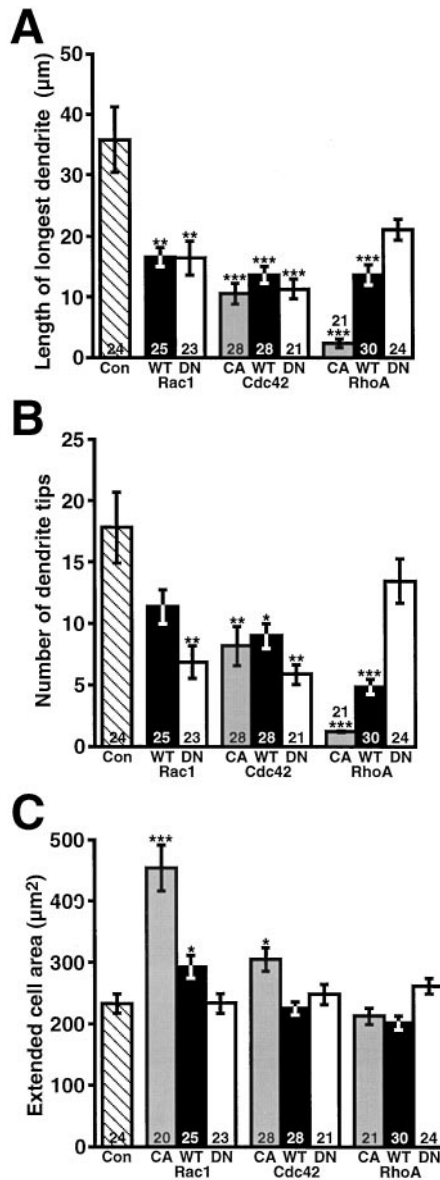 A
Length of longest dendrite (µm)
50
40
30
20
10
0
** ** *** *** *** 21 *** ***
24 25 23 28 28 21 30 24
Con WT DN CA WT DN CA WT DN
Rac1 Cdc42 RhoA
B
Number of dendrite tips
25
20
15
10
5
0
** ** * ** 21 *** ***
24 25 23 28 28 21 30 24
Con WT DN CA WT DN CA WT DN
Rac1 Cdc42 RhoA
C
Extended cell area (µm²)
500
400
300
200
100
0
*** * *
24 20 25 23 28 28 21 21 30 24
Con CA WT DN CA WT DN CA WT DN
Rac1 Cdc42 RhoA